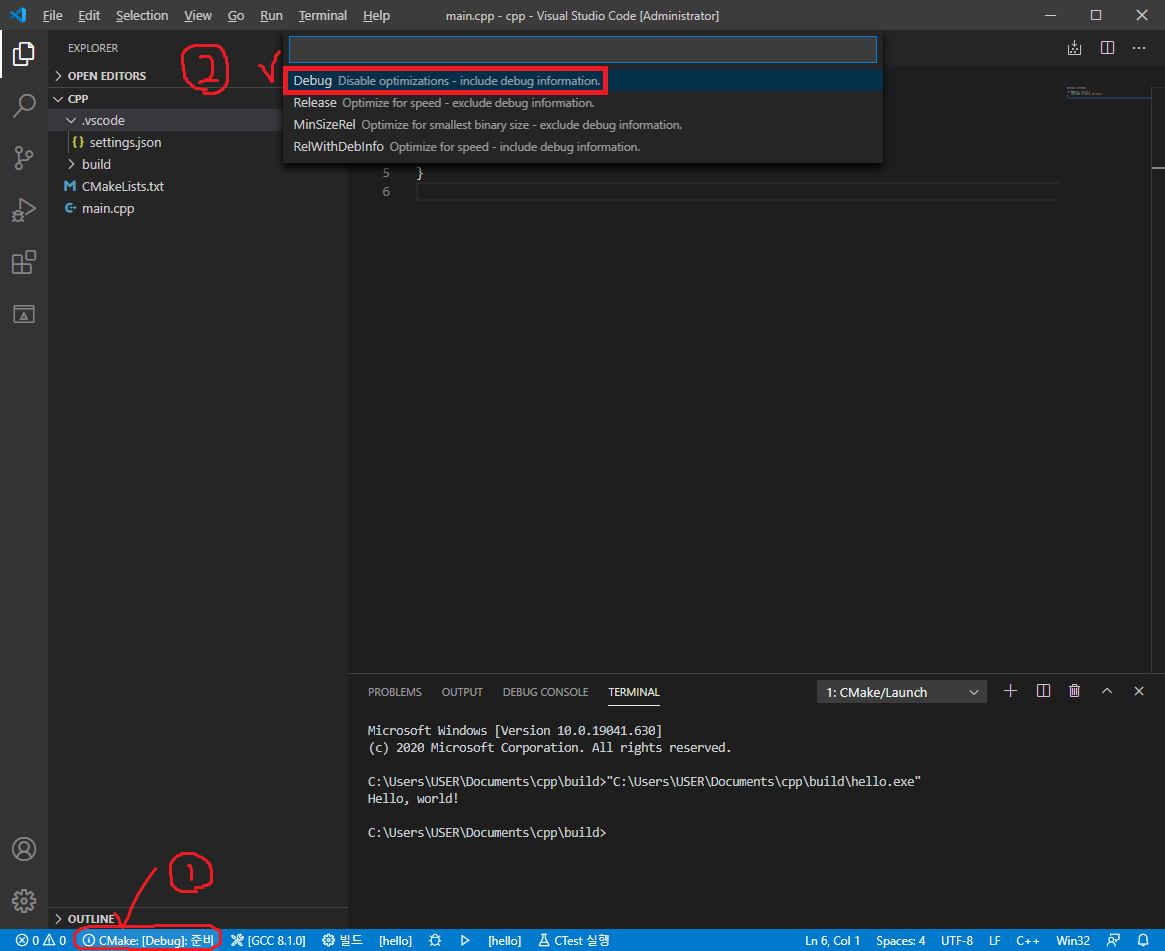 File Edit Selection View Go Run Terminal Help main.cpp - cpp - Visual Studio Code [Administrator]
EXPLORER
OPEN EDITORS
CPP
.vscode
{} settings.json
build
CMakeLists.txt
main.cpp
2
Debug Disable optimizations - include debug information.
Release Optimize for speed - exclude debug information.
MinSizeRel Optimize for smallest binary size - exclude debug information.
RelWithDebInfo Optimize for speed - include debug information.
5 }
6
PROBLEMS OUTPUT DEBUG CONSOLE TERMINAL 1: CMake/Launch
Microsoft Windows [Version 10.0.19041.630]
(c) 2020 Microsoft Corporation. All rights reserved.
C:\Users\USER\Documents\cpp\build>"C:\Users\USER\Documents\cpp\build\hello.exe"
Hello, world!
C:\Users\USER\Documents\cpp\build>
1
OUTLINE
0 0 CMake: [Debug]: 준비 [GCC 8.1.0] 빌드 [hello] [hello] CTest 실행 Ln 6, Col 1 Spaces: 4 UTF-8 LF C++ Win32